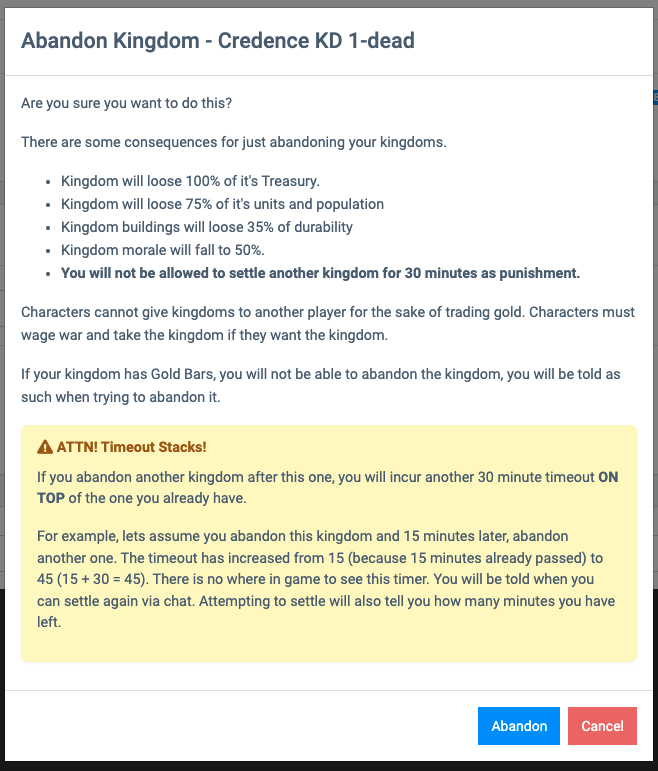 Abandon Kingdom - Credence KD 1-dead
Are you sure you want to do this?
There are some consequences for just abandoning your kingdoms.
• Kingdom will loose 100% of it's Treasury.
• Kingdom will loose 75% of it's units and population
• Kingdom buildings will loose 35% of durability
• Kingdom morale will fall to 50%.
• You will not be allowed to settle another kingdom for 30 minutes as punishment.
Characters cannot give kingdoms to another player for the sake of trading gold. Characters must
wage war and take the kingdom if they want the kingdom.
If your kingdom has Gold Bars, you will not be able to abandon the kingdom, you will be told as
such when trying to abandon it.
ATTN! Timeout Stacks!
If you abandon another kingdom after this one, you will incur another 30 minute timeout ON
TOP of the one you already have.
For example, lets assume you abandon this kingdom and 15 minutes later, abandon
another one. The timeout has increased from 15 (because 15 minutes already passed) to
45 (15 + 30 = 45). There is no where in game to see this timer. You will be told when you
can settle again via chat. Attempting to settle will also tell you how many minutes you have
left.
Abandon
Cancel